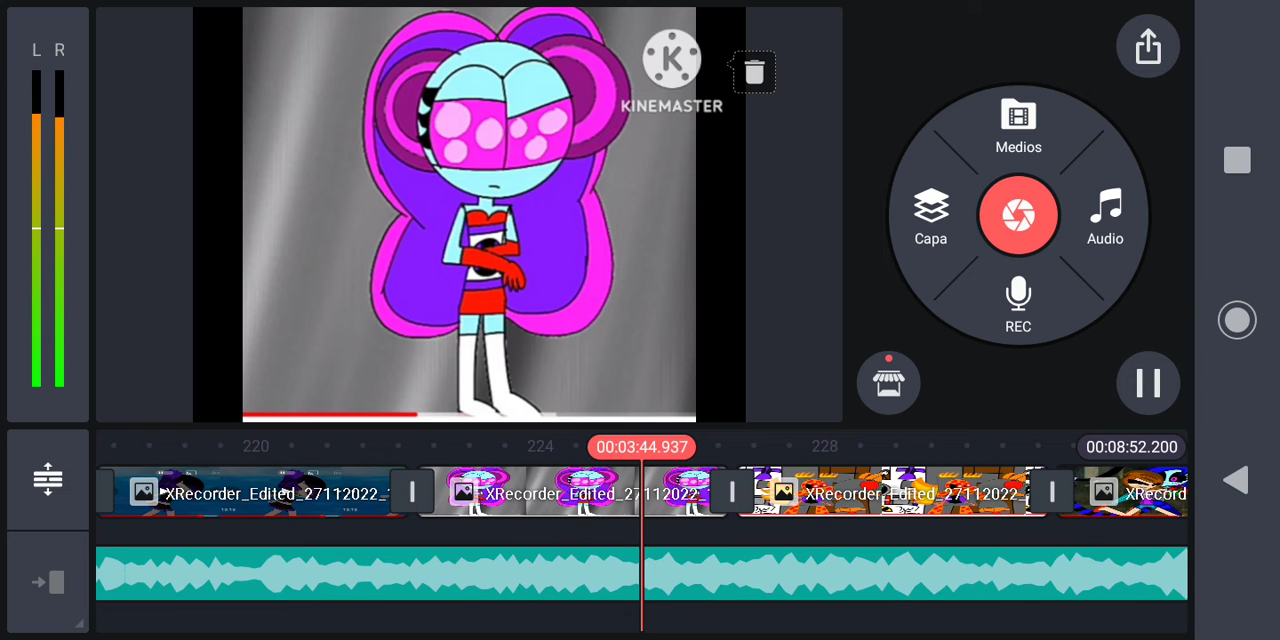 L R
K
KINEMASTER
Medios
Capa
Audio
REC
220
224
00:03:44.937
228
00:08:52.200
XRecorder_Edited_27112022_
XRecorder_Edited_27112022_
XRecorder_Edited_27112022_
XRecord